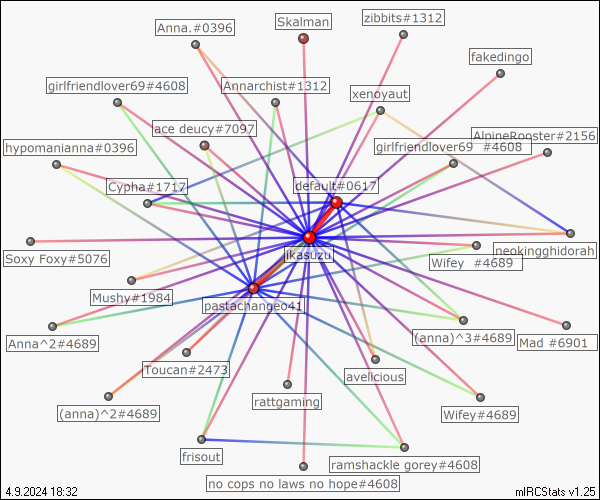 zibbits#1312
Skalman
Anna.#0396
fakedingo
girlfriendlover69#4608
Annarchist#1312
xenoyaut
ace deucy#7097
AlpineRooster#2156
hypomanianna#0396
girlfriendlover69 #4608
default#0617
Cypha#1717
Soxy Foxy#5076
ikasuzu
neokingghidorah
Wifey #4689
Mushy#1984
pastachangeo41
Anna^2#4689
(anna)^3#4689
Mad #6901
Toucan#2473
avelicious
(anna)^2#4689
rattgaming
Wifey#4689
frisout
ramshackle gorey#4608
no cops no laws no hope#4608
4.9.2024 18:32
mIRCStats v1.25